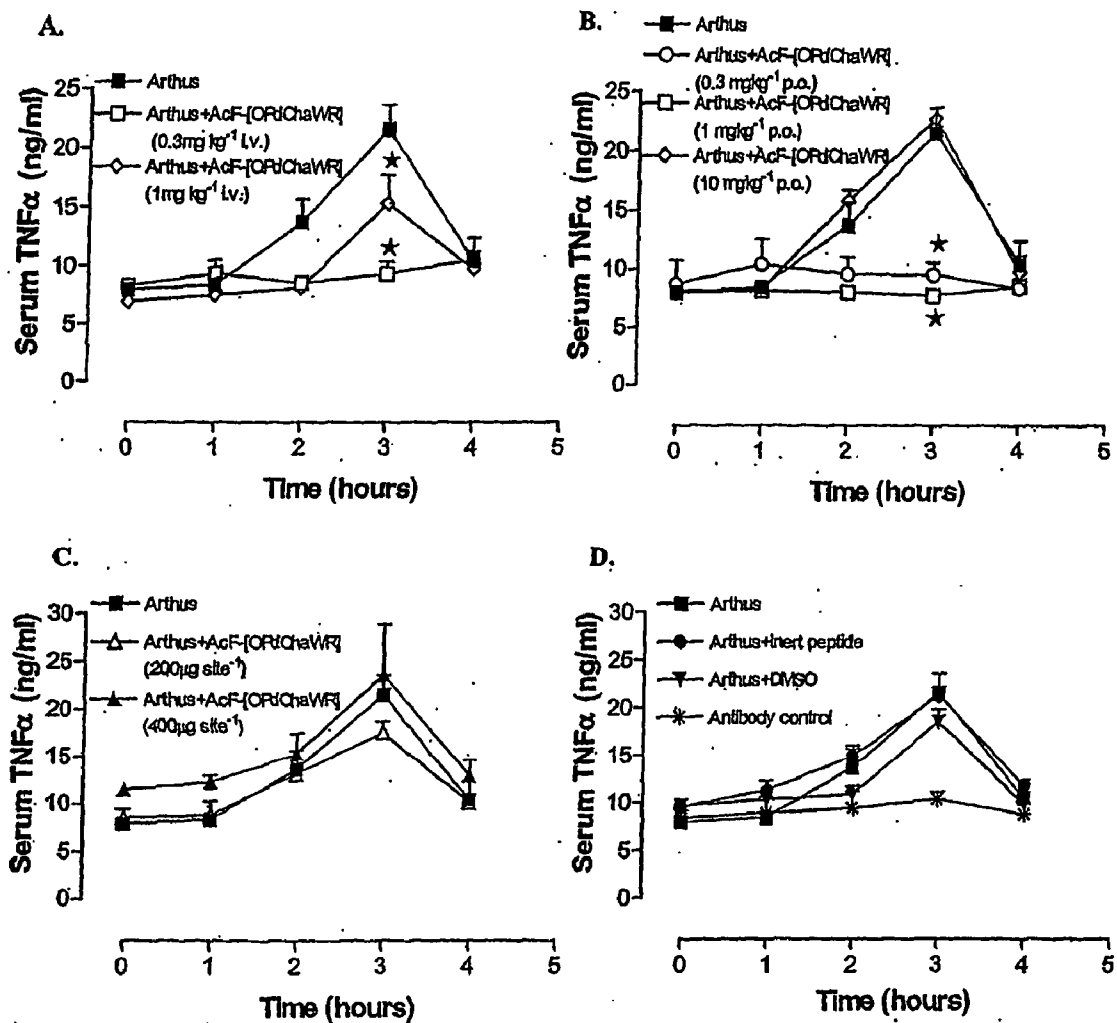 A.
Arthus
Arthus+AcF-[OPdChaWR]
(0.3mg kg⁻¹ i.v.)
Arthus+AcF-[OPdChaWR]
(1mg kg⁻¹ i.v.)
Serum TNFα (ng/ml)
25
20
15
10
5
0
0 1 2 3 4 5
Time (hours)
B.
Arthus
Arthus+AcF-[OPdChaWR]
(0.3 mgkg⁻¹ p.o.)
Arthus+AcF-[OPdChaWR]
(1 mgkg⁻¹ p.o.)
Arthus+AcF-[OPdChaWR]
(10 mgkg⁻¹ p.o.)
Serum TNFα (ng/ml)
25
20
15
10
5
0
0 1 2 3 4 5
Time (hours)
C.
Arthus
Arthus+AcF-[OPdChaWR]
(200µg site⁻¹)
Arthus+AcF-[OPdChaWR]
(400µg site⁻¹)
Serum TNFα (ng/ml)
30
25
20
15
10
5
0
0 1 2 3 4 5
Time (hours)
D.
Arthus
Arthus+Inert peptide
Arthus+DMSO
Antibody control
Serum TNFα (ng/ml)
30
25
20
15
10
5
0
0 1 2 3 4 5
Time (hours)